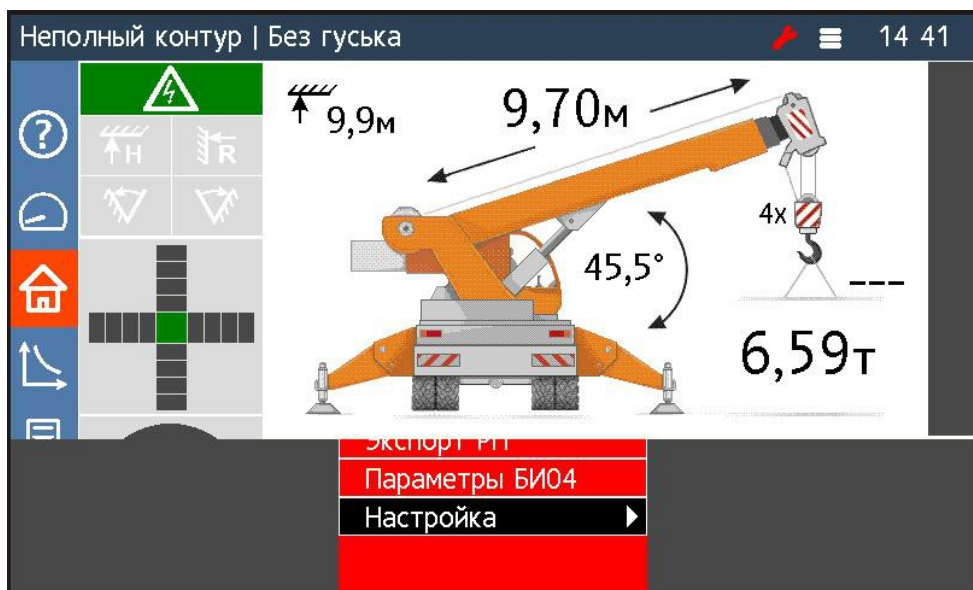 Неполный контур | Без гуська
14 41
H
R
9,9м
9,70м
4x
45,5°
---
6,59т
Экспорт РП
Параметры БИ04
Настройка